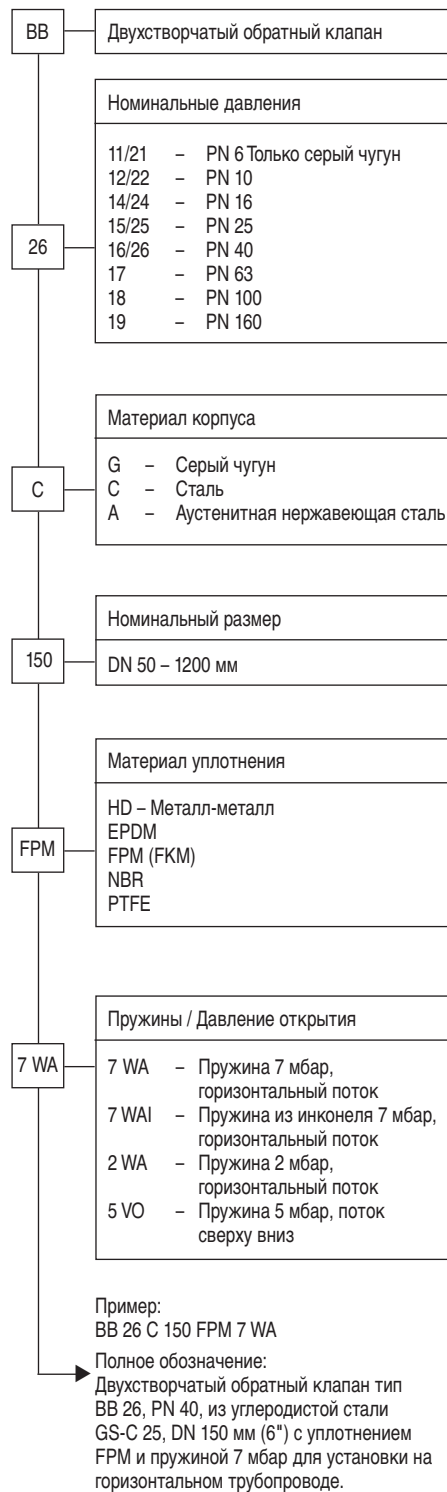 BB
Двухстворчатый обратный клапан
Номинальные давления
11/21 – PN 6 Только серый чугун
12/22 – PN 10
14/24 – PN 16
15/25 – PN 25
26
16/26 – PN 40
17 – PN 63
18 – PN 100
19 – PN 160
Материал корпуса
G – Серый чугун
C
C – Сталь
A – Аустенитная нержавеющая сталь
Номинальный размер
150
DN 50 – 1200 мм
Материал уплотнения
HD – Металл-металл
EPDM
FPM
FPM (FKM)
NBR
PTFE
Пружины / Давление открытия
7 WA
7 WA – Пружина 7 мбар,
горизонтальный поток
7 WAI – Пружина из инконеля 7 мбар,
горизонтальный поток
2 WA – Пружина 2 мбар,
горизонтальный поток
5 VO – Пружина 5 мбар, поток
сверху вниз
Пример:
BB 26 C 150 FPM 7 WA
Полное обозначение:
Двухстворчатый обратный клапан тип
BB 26, PN 40, из углеродистой стали
GS-C 25, DN 150 мм (6") с уплотнением
FPM и пружиной 7 мбар для установки на
горизонтальном трубопроводе.